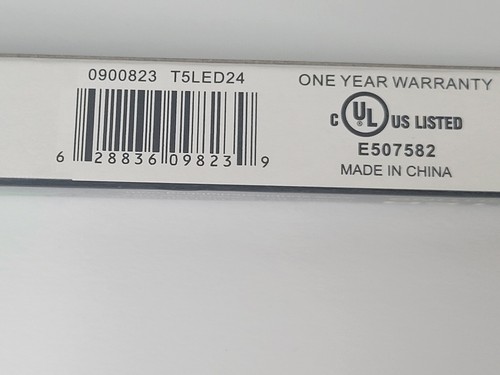 0900823 T5LED24
6 28836 09823 9
ONE YEAR WARRANTY
C UL US LISTED
E507582
MADE IN CHINA